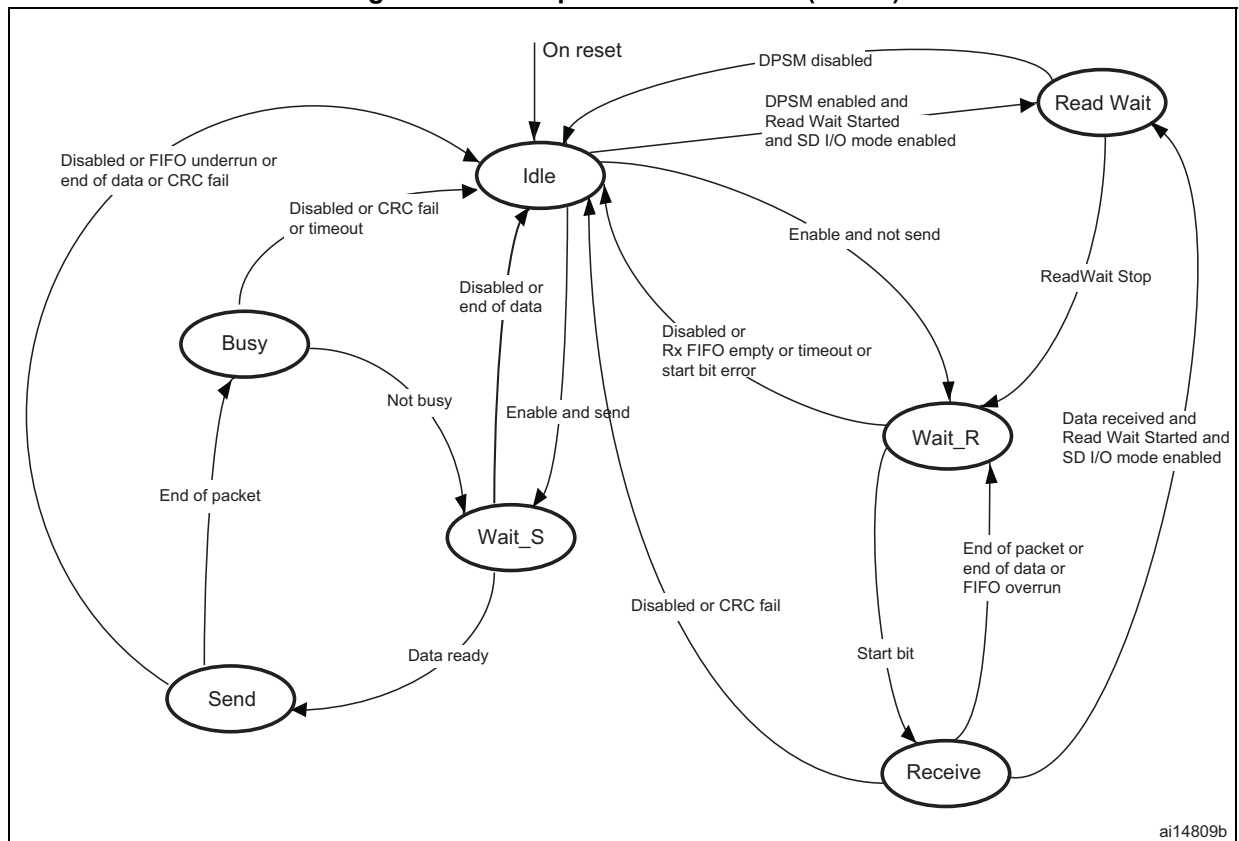 On reset
DPSM disabled
Read Wait
DPSM enabled and
Read Wait Started
and SD I/O mode enabled
Disabled or FIFO underrun or
end of data or CRC fail
Idle
Disabled or CRC fail
or timeout
Enable and not send
ReadWait Stop
Disabled or
end of data
Busy
Disabled or
Rx FIFO empty or timeout or
start bit error
Not busy
Enable and send
Wait_R
Data received and
Read Wait Started and
SD I/O mode enabled
End of packet
Wait_S
End of packet or
end of data or
FIFO overrun
Disabled or CRC fail
Data ready
Start bit
Send
Receive
ai14809b